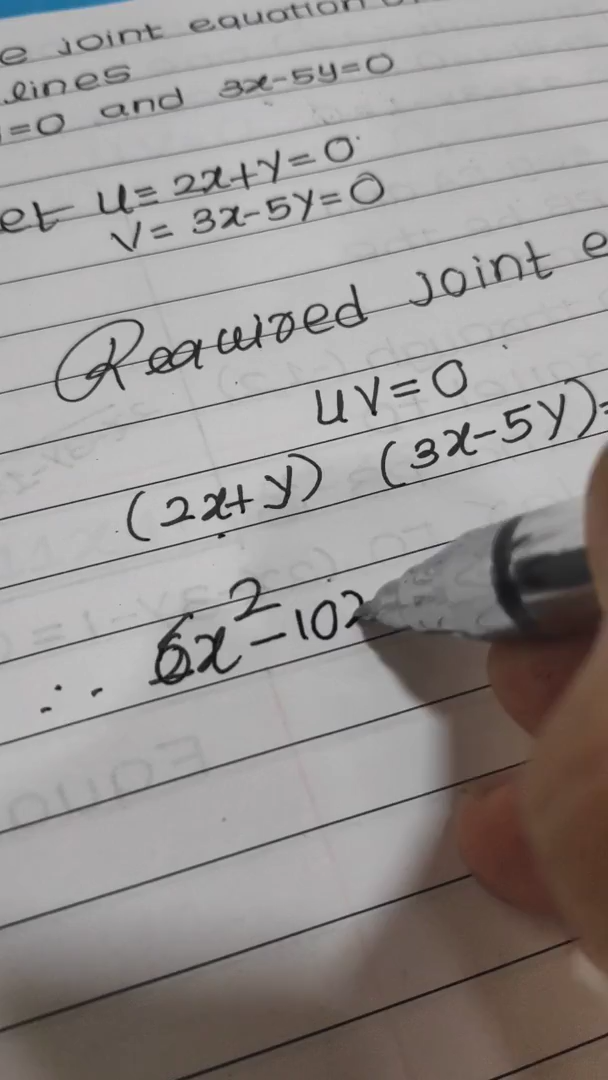 joint equation
lines
=0 and 3x-5y=0
u= 2x+y=0
v= 3x-5y=0
Required joint
uv=0
(2x+y) (3x-5y)=
∴ 6x²-10